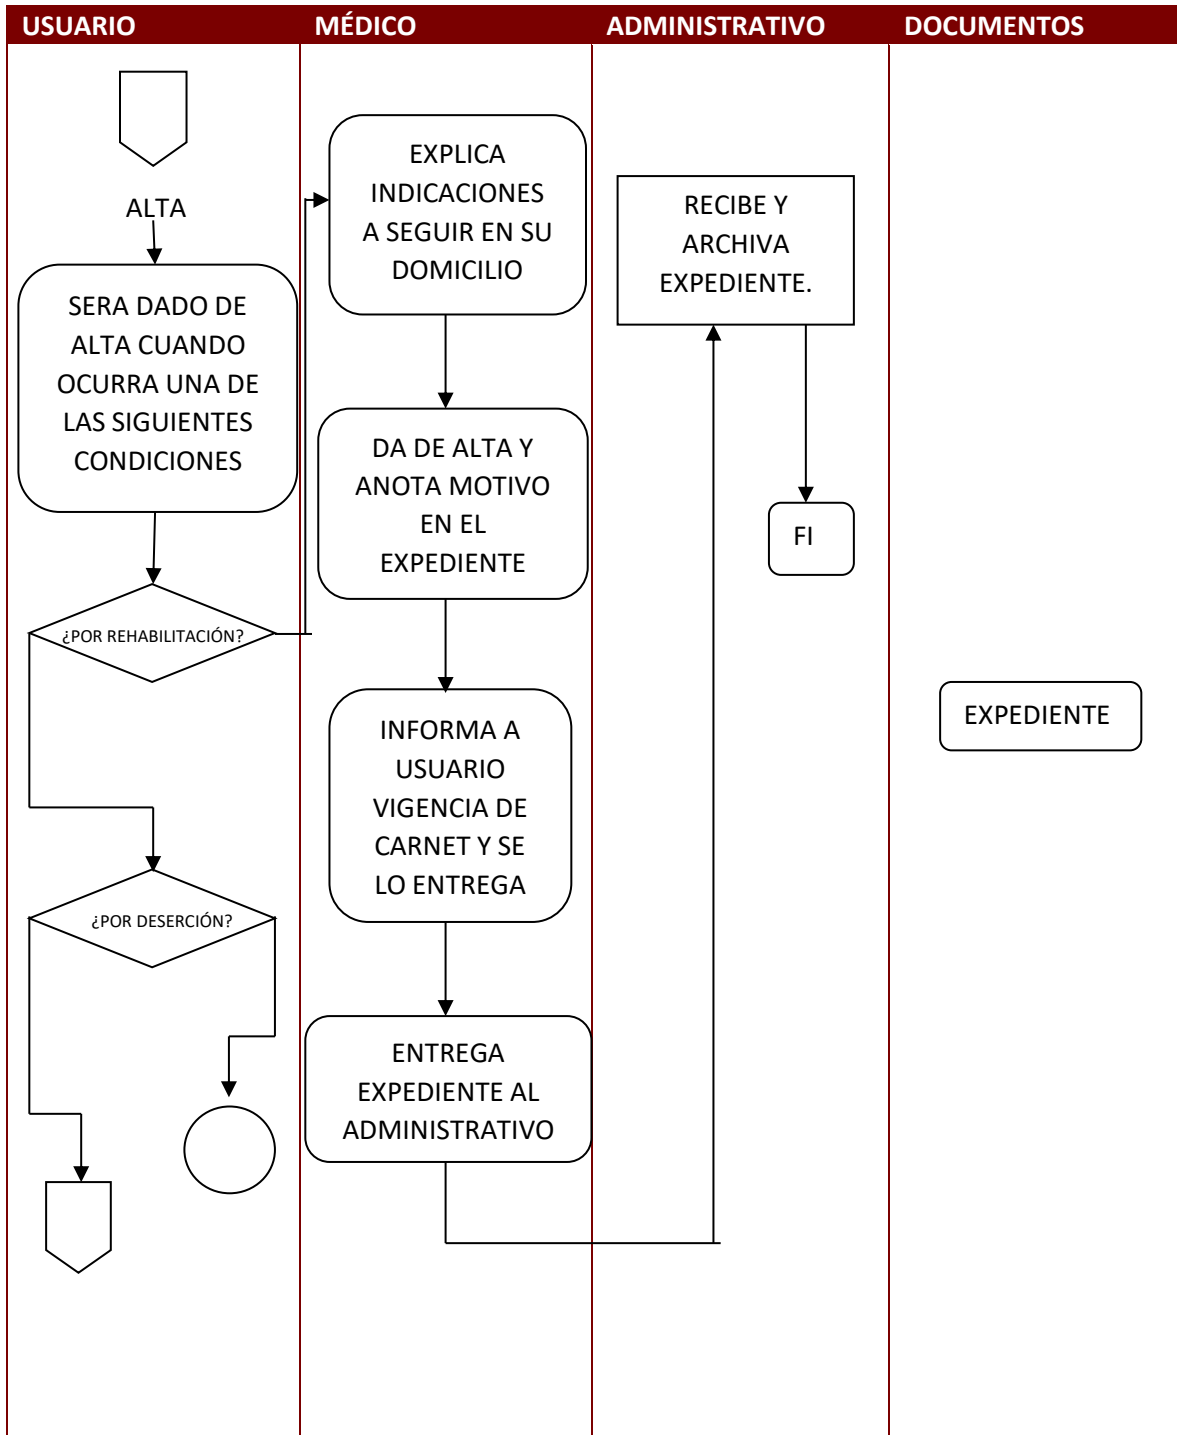 USUARIO
MÉDICO
ADMINISTRATIVO
DOCUMENTOS
ALTA
SERA DADO DE
ALTA CUANDO
OCURRA UNA DE
LAS SIGUIENTES
CONDICIONES
¿POR REHABILITACIÓN?
¿POR DESERCIÓN?
EXPLICA
INDICACIONES
A SEGUIR EN SU
DOMICILIO
DA DE ALTA Y
ANOTA MOTIVO
EN EL
EXPEDIENTE
INFORMA A
USUARIO
VIGENCIA DE
CARNET Y SE
LO ENTREGA
ENTREGA
EXPEDIENTE AL
ADMINISTRATIVO
RECIBE Y
ARCHIVA
EXPEDIENTE.
FI
EXPEDIENTE